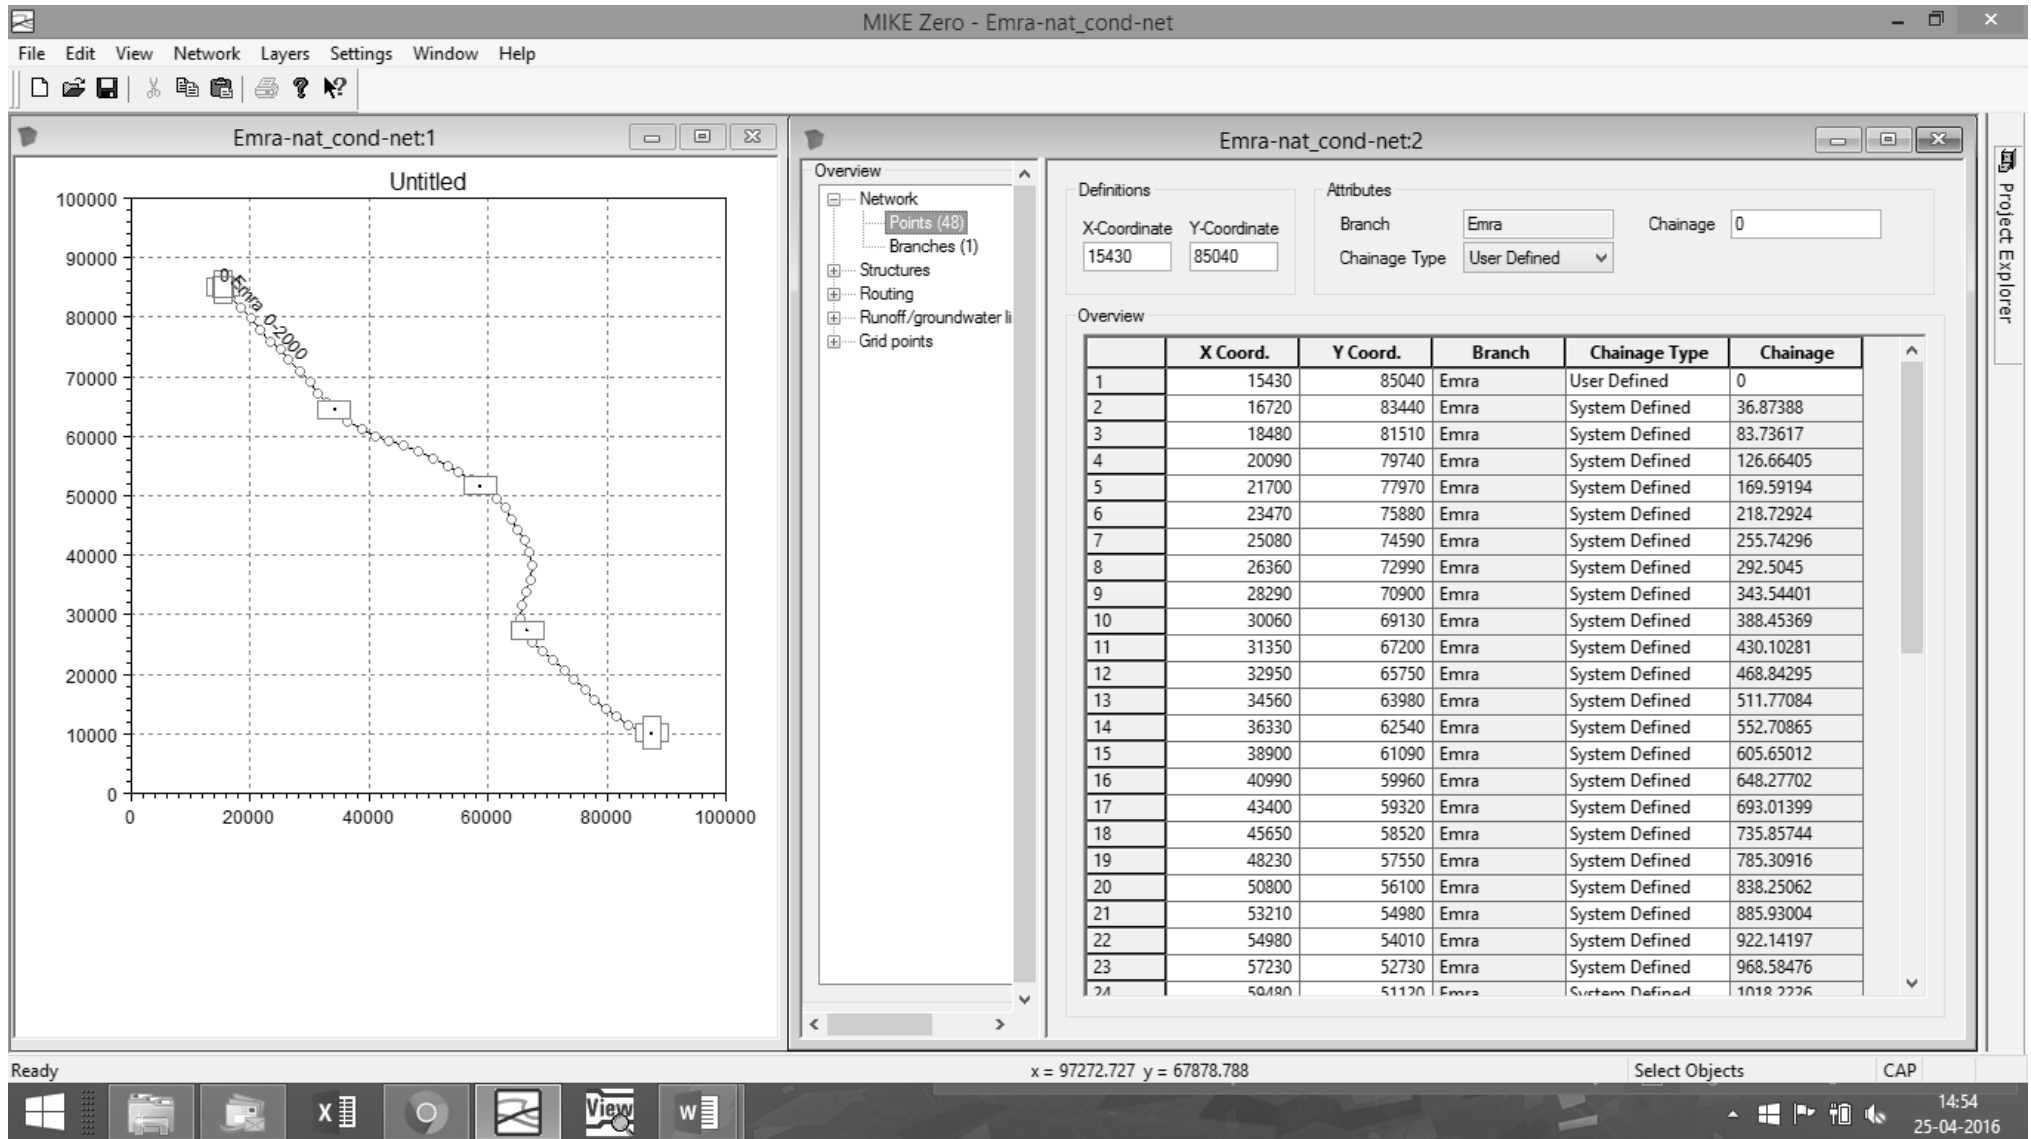 MIKE Zero - Emra-nat_cond-net
File Edit View Network Layers Settings Window Help
Emra-nat_cond-net:1
Untitled
100000
90000
80000
70000
60000
50000
40000
30000
20000
10000
0
0 20000 40000 60000 80000 100000
0 Emra 0-2000
Emra-nat_cond-net:2
Overview
Network
Points (48)
Branches (1)
Structures
Routing
Runoff/groundwater li
Grid points
Definitions
X-Coordinate Y-Coordinate
15430 85040
Attributes
Branch Emra Chainage 0
Chainage Type User Defined
Overview
X Coord. Y Coord. Branch Chainage Type Chainage
1 15430 85040 Emra User Defined 0
2 16720 83440 Emra System Defined 36.87388
3 18480 81510 Emra System Defined 83.73617
4 20090 79740 Emra System Defined 126.66405
5 21700 77970 Emra System Defined 169.59194
6 23470 75880 Emra System Defined 218.72924
7 25080 74590 Emra System Defined 255.74296
8 26360 72990 Emra System Defined 292.5045
9 28290 70900 Emra System Defined 343.54401
10 30060 69130 Emra System Defined 388.45369
11 31350 67200 Emra System Defined 430.10281
12 32950 65750 Emra System Defined 468.84295
13 34560 63980 Emra System Defined 511.77084
14 36330 62540 Emra System Defined 552.70865
15 38900 61090 Emra System Defined 605.65012
16 40990 59960 Emra System Defined 648.27702
17 43400 59320 Emra System Defined 693.01399
18 45650 58520 Emra System Defined 735.85744
19 48230 57550 Emra System Defined 785.30916
20 50800 56100 Emra System Defined 838.25062
21 53210 54980 Emra System Defined 885.93004
22 54980 54010 Emra System Defined 922.14197
23 57230 52730 Emra System Defined 968.58476
24 59480 51120 Emra System Defined 1018.2226
Project Explorer
Ready x = 97272.727 y = 67878.788 Select Objects CAP
View
14:54
25-04-2016